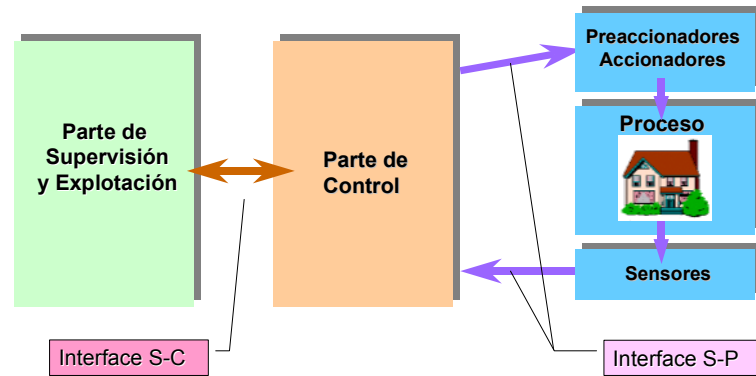 Parte de
Supervisión
y Explotación
Parte de
Control
Preaccionadores
Accionadores
Proceso
Sensores
Interface S-C
Interface S-P